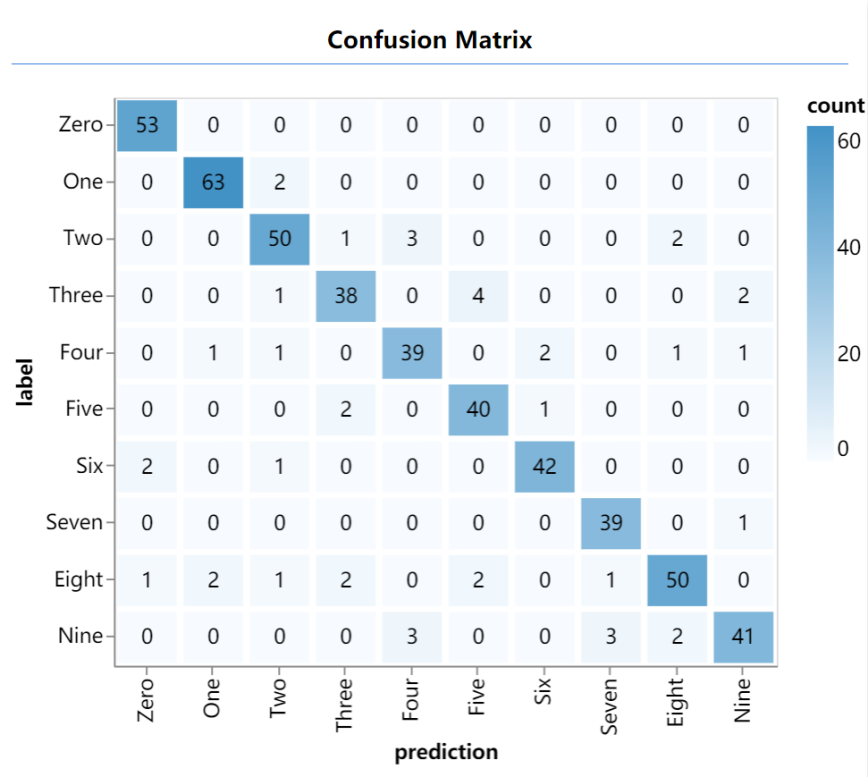 Confusion Matrix
count
Zero 53 0 0 0 0 0 0 0 0 0
60
One 0 63 2 0 0 0 0 0 0 0
Two 0 0 50 1 3 0 0 0 2 0
40
Three 0 0 1 38 0 4 0 0 0 2
Four 0 1 1 0 39 0 2 0 1 1
20
label
Five 0 0 0 2 0 40 1 0 0 0
Six 2 0 1 0 0 0 42 0 0 0
0
Seven 0 0 0 0 0 0 0 39 0 1
Eight 1 2 1 2 0 2 0 1 50 0
Nine 0 0 0 0 3 0 0 3 2 41
Zero One Two Three Four Five Six Seven Eight Nine
prediction